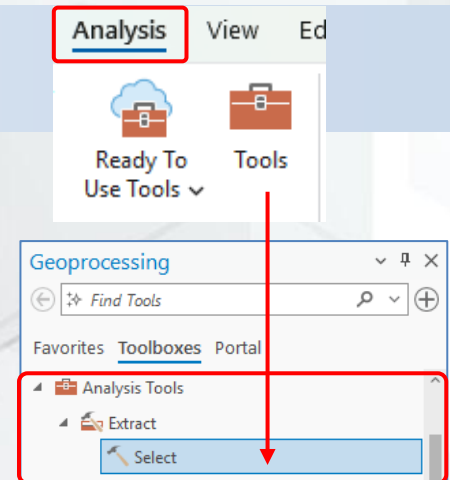 Analysis View Ed
Ready To Tools
Use Tools
Geoprocessing
Find Tools
Favorites Toolboxes Portal
Analysis Tools
Extract
Select